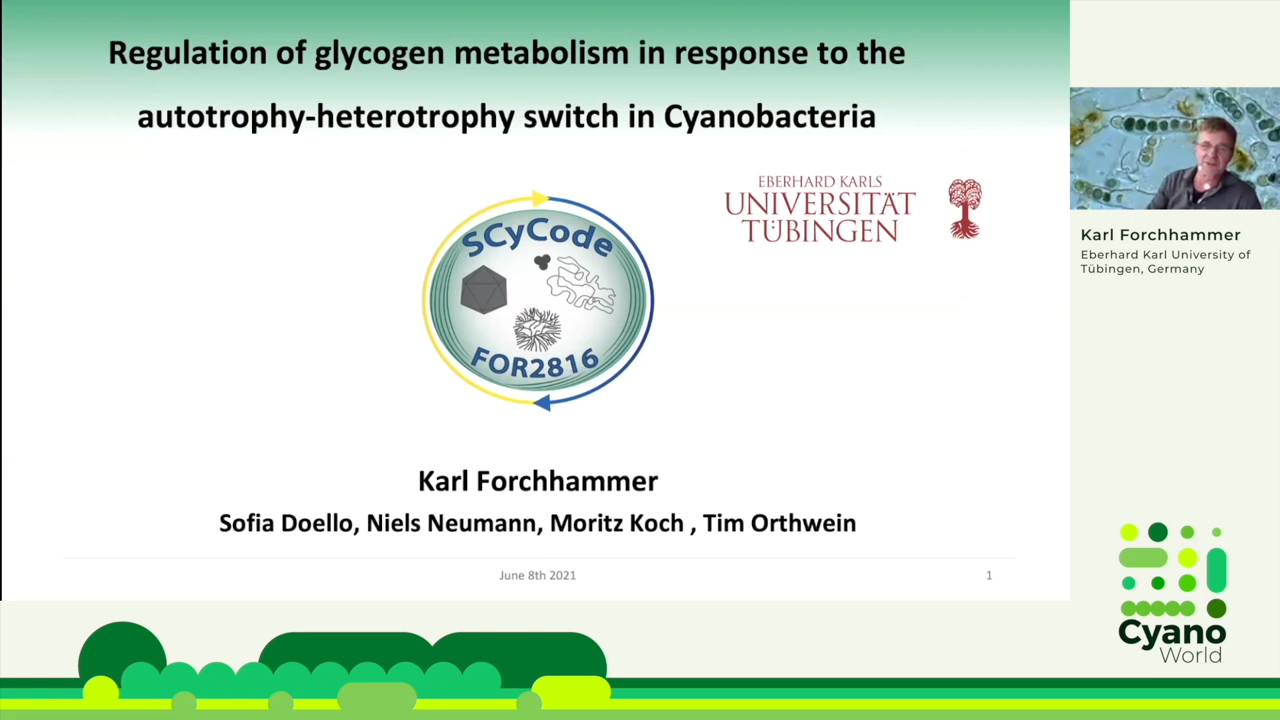 Regulation of glycogen metabolism in response to the
autotrophy-heterotrophy switch in Cyanobacteria
EBERHARD KARLS
UNIVERSITÄT
TÜBINGEN
SCyCode
FOR2816
Karl Forchhammer
Sofia Doello, Niels Neumann, Moritz Koch , Tim Orthwein
June 8th 2021
1
Karl Forchhammer
Eberhard Karl University of
Tübingen, Germany
Cyano
World